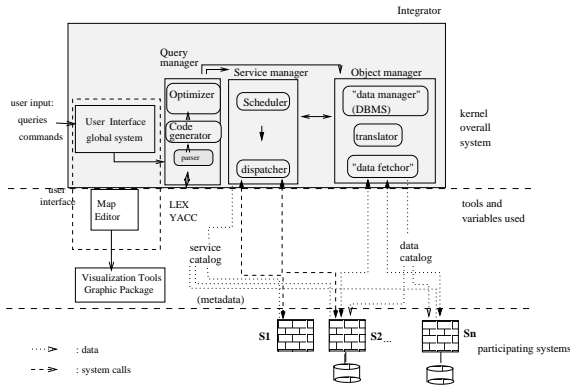 Integrator
Query
manager
Service manager
Object manager
user input:
queries
commands
User Interface
global system
Optimizer
Code
generator
parser
Scheduler
dispatcher
"data manager"
(DBMS)
translator
"data fetchor"
kernel
overall
system
user
interface
Map
Editor
LEX
YACC
tools and
variables used
service
catalog
data
catalog
Visualization Tools
Graphic Package
(metadata)
S1
S2...
Sn
participating systems
: data
: system calls